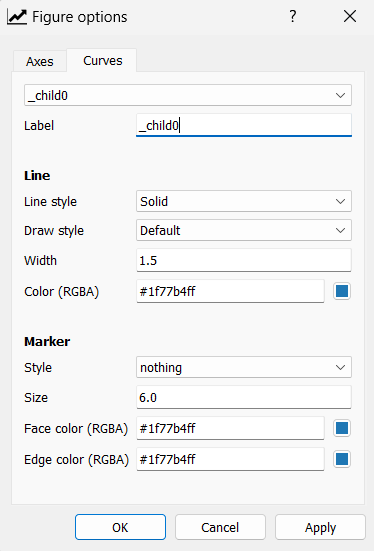 Figure options ? ×
Axes Curves
_child0
Label _child0
Line
Line style Solid
Draw style Default
Width 1.5
Color (RGBA) #1f77b4ff
Marker
Style nothing
Size 6.0
Face color (RGBA) #1f77b4ff
Edge color (RGBA) #1f77b4ff
OK Cancel Apply